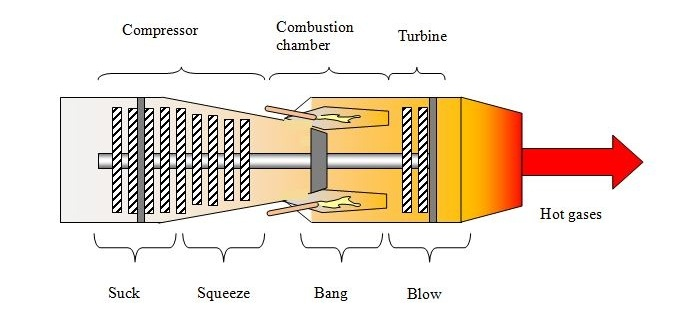 Compressor
Combustion
chamber
Turbine
Hot gases
Suck
Squeeze
Bang
Blow